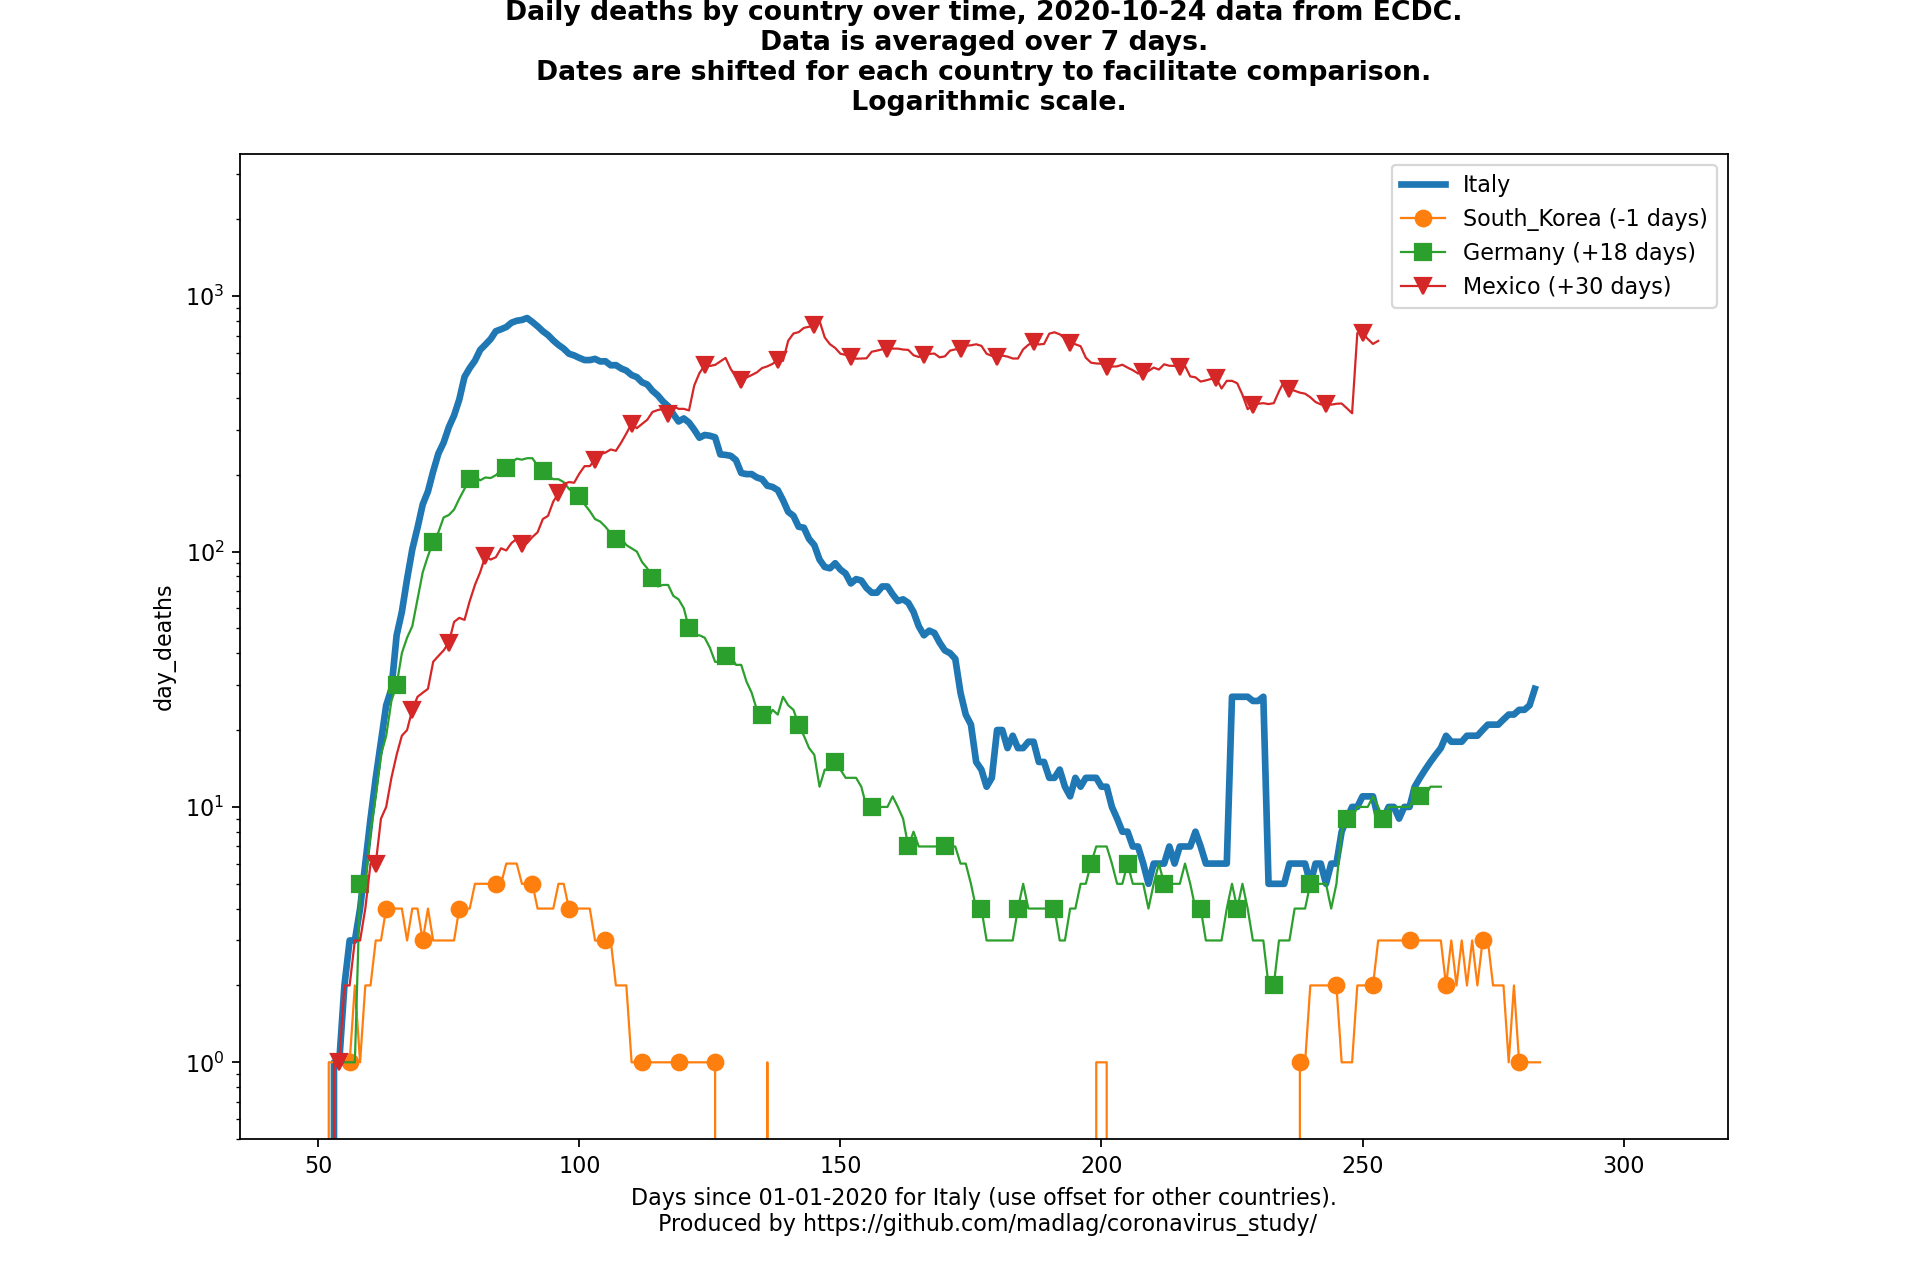 Daily deaths by country over time, 2020-10-24 data from ECDC.
Data is averaged over 7 days.
Dates are shifted for each country to facilitate comparison.
Logarithmic scale.
Italy
South_Korea (-1 days)
Germany (+18 days)
Mexico (+30 days)
10³
10²
10¹
10⁰
day_deaths
50 100 150 200 250 300
Days since 01-01-2020 for Italy (use offset for other countries).
Produced by https://github.com/madlag/coronavirus_study/